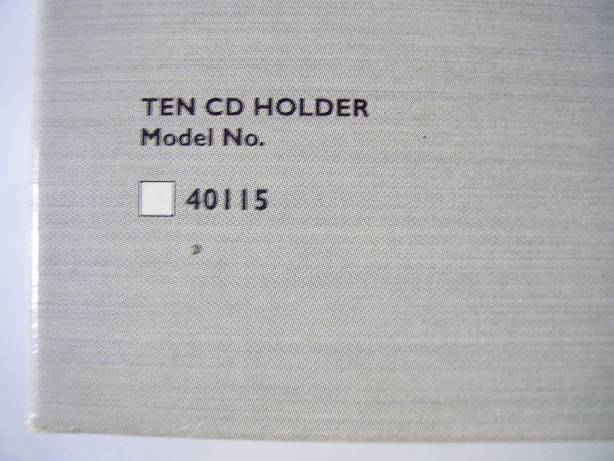 TEN CD HOLDER
Model No.
40115